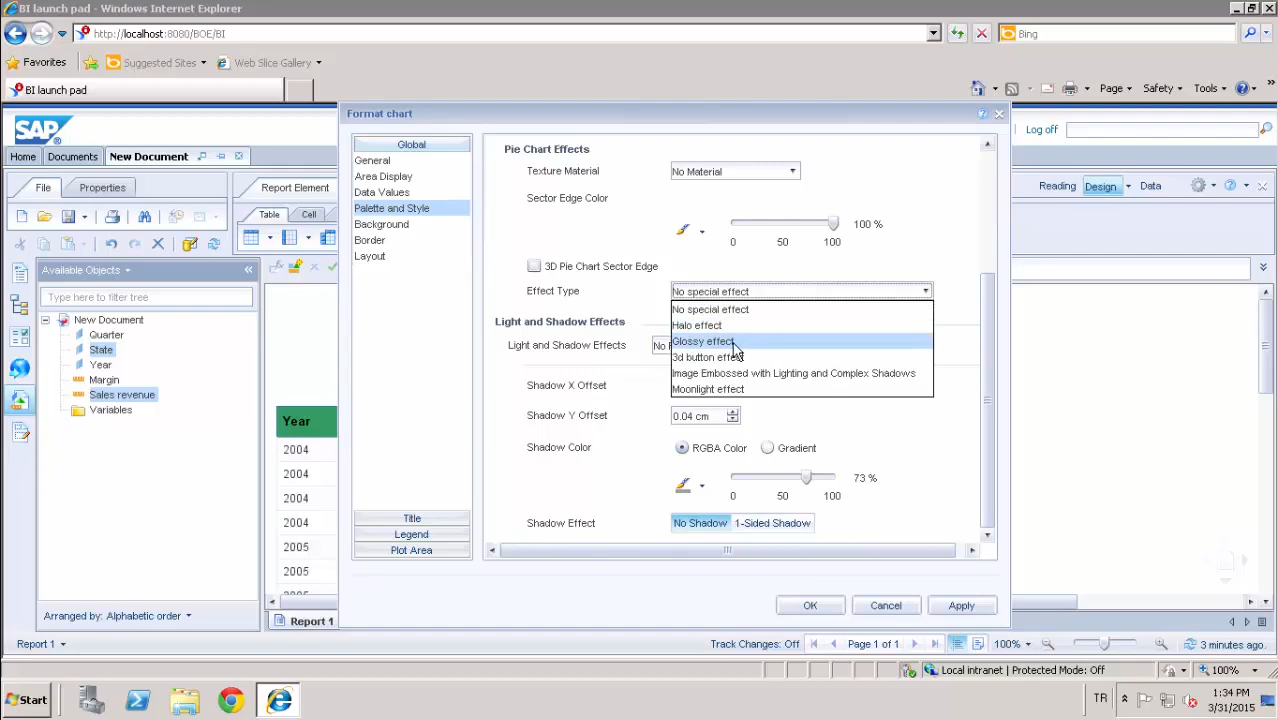 BI launch pad - Windows Internet Explorer
http://localhost:8080/BOE/BI
Bing
Favorites
Suggested Sites
Web Slice Gallery
BI launch pad
Page
Safety
Tools
SAP
Log off
Home
Documents
New Document
File
Properties
Report Element
Reading
Design
Data
Table
Cell
Available Objects
Type here to filter tree
New Document
Quarter
State
Year
Margin
Sales revenue
Variables
Arranged by: Alphabetic order
Year
2004
2004
2004
2004
2005
2005
Report 1
Format chart
Global
General
Area Display
Data Values
Palette and Style
Background
Border
Layout
Title
Legend
Plot Area
Pie Chart Effects
Texture Material
No Material
Sector Edge Color
100 %
0 50 100
3D Pie Chart Sector Edge
Effect Type
No special effect
No special effect
Halo effect
Glossy effect
3d button effect
Image Embossed with Lighting and Complex Shadows
Moonlight effect
Light and Shadow Effects
Light and Shadow Effects
Shadow X Offset
Shadow Y Offset
0.04 cm
Shadow Color
RGBA Color
Gradient
73 %
0 50 100
Shadow Effect
No Shadow
1-Sided Shadow
OK
Cancel
Apply
Report 1
Track Changes: Off
Page 1 of 1
100%
3 minutes ago
Local intranet | Protected Mode: Off
100%
Start
TR
1:34 PM
3/31/2015